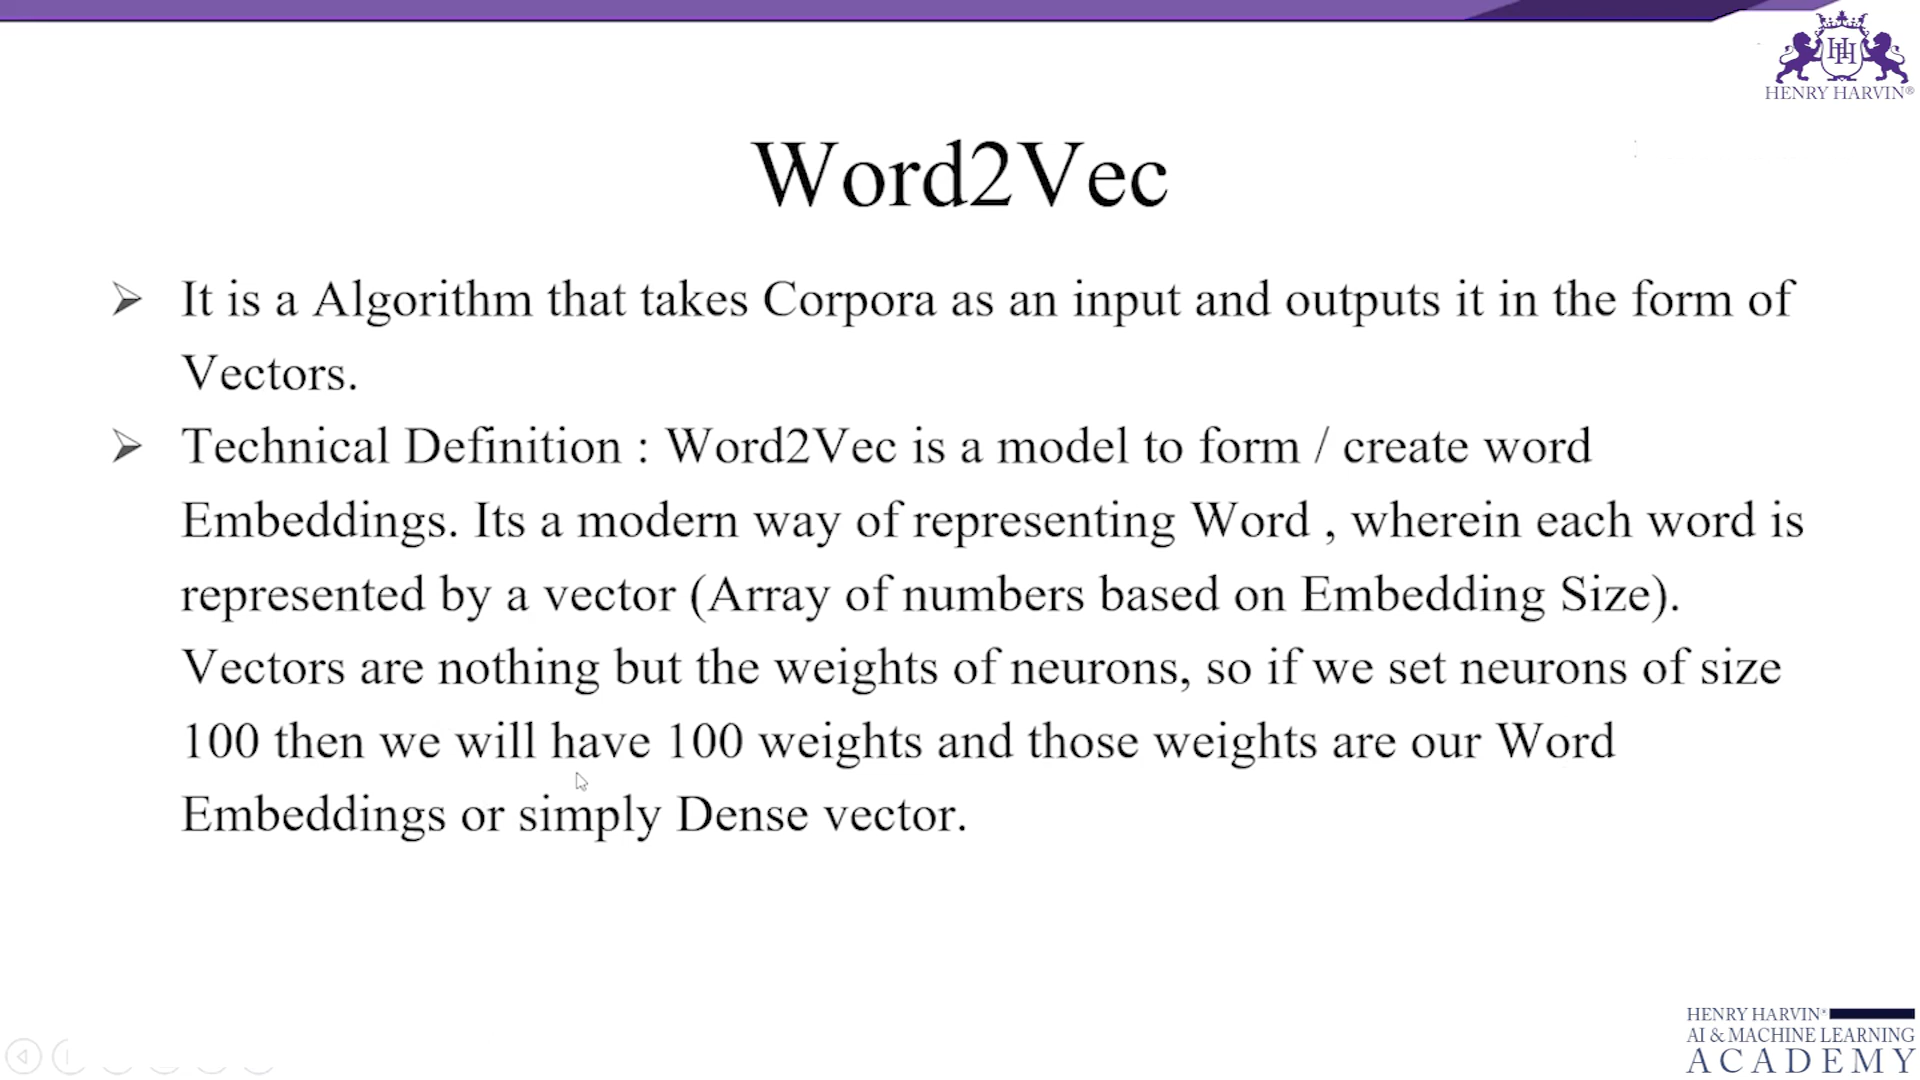 HENRY HARVIN®
Word2Vec
It is a Algorithm that takes Corpora as an input and outputs it in the form of
Vectors.
Technical Definition : Word2Vec is a model to form / create word
Embeddings. Its a modern way of representing Word , wherein each word is
represented by a vector (Array of numbers based on Embedding Size).
Vectors are nothing but the weights of neurons, so if we set neurons of size
100 then we will have 100 weights and those weights are our Word
Embeddings or simply Dense vector.
HENRY HARVIN®
AI & MACHINE LEARNING
ACADEMY